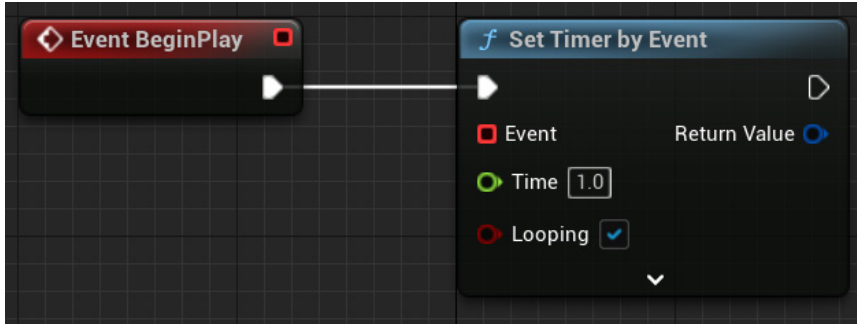 Event BeginPlay
f Set Timer by Event
Event
Return Value
Time 1.0
Looping